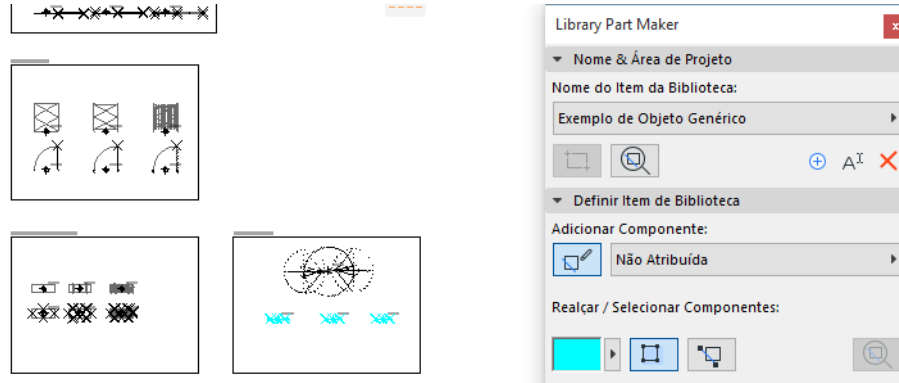 Library Part Maker
Nome & Área de Projeto
Nome do Item da Biblioteca:
Exemplo de Objeto Genérico
Definir Item de Biblioteca
Adicionar Componente:
Não Atribuída
Realçar / Selecionar Componentes: